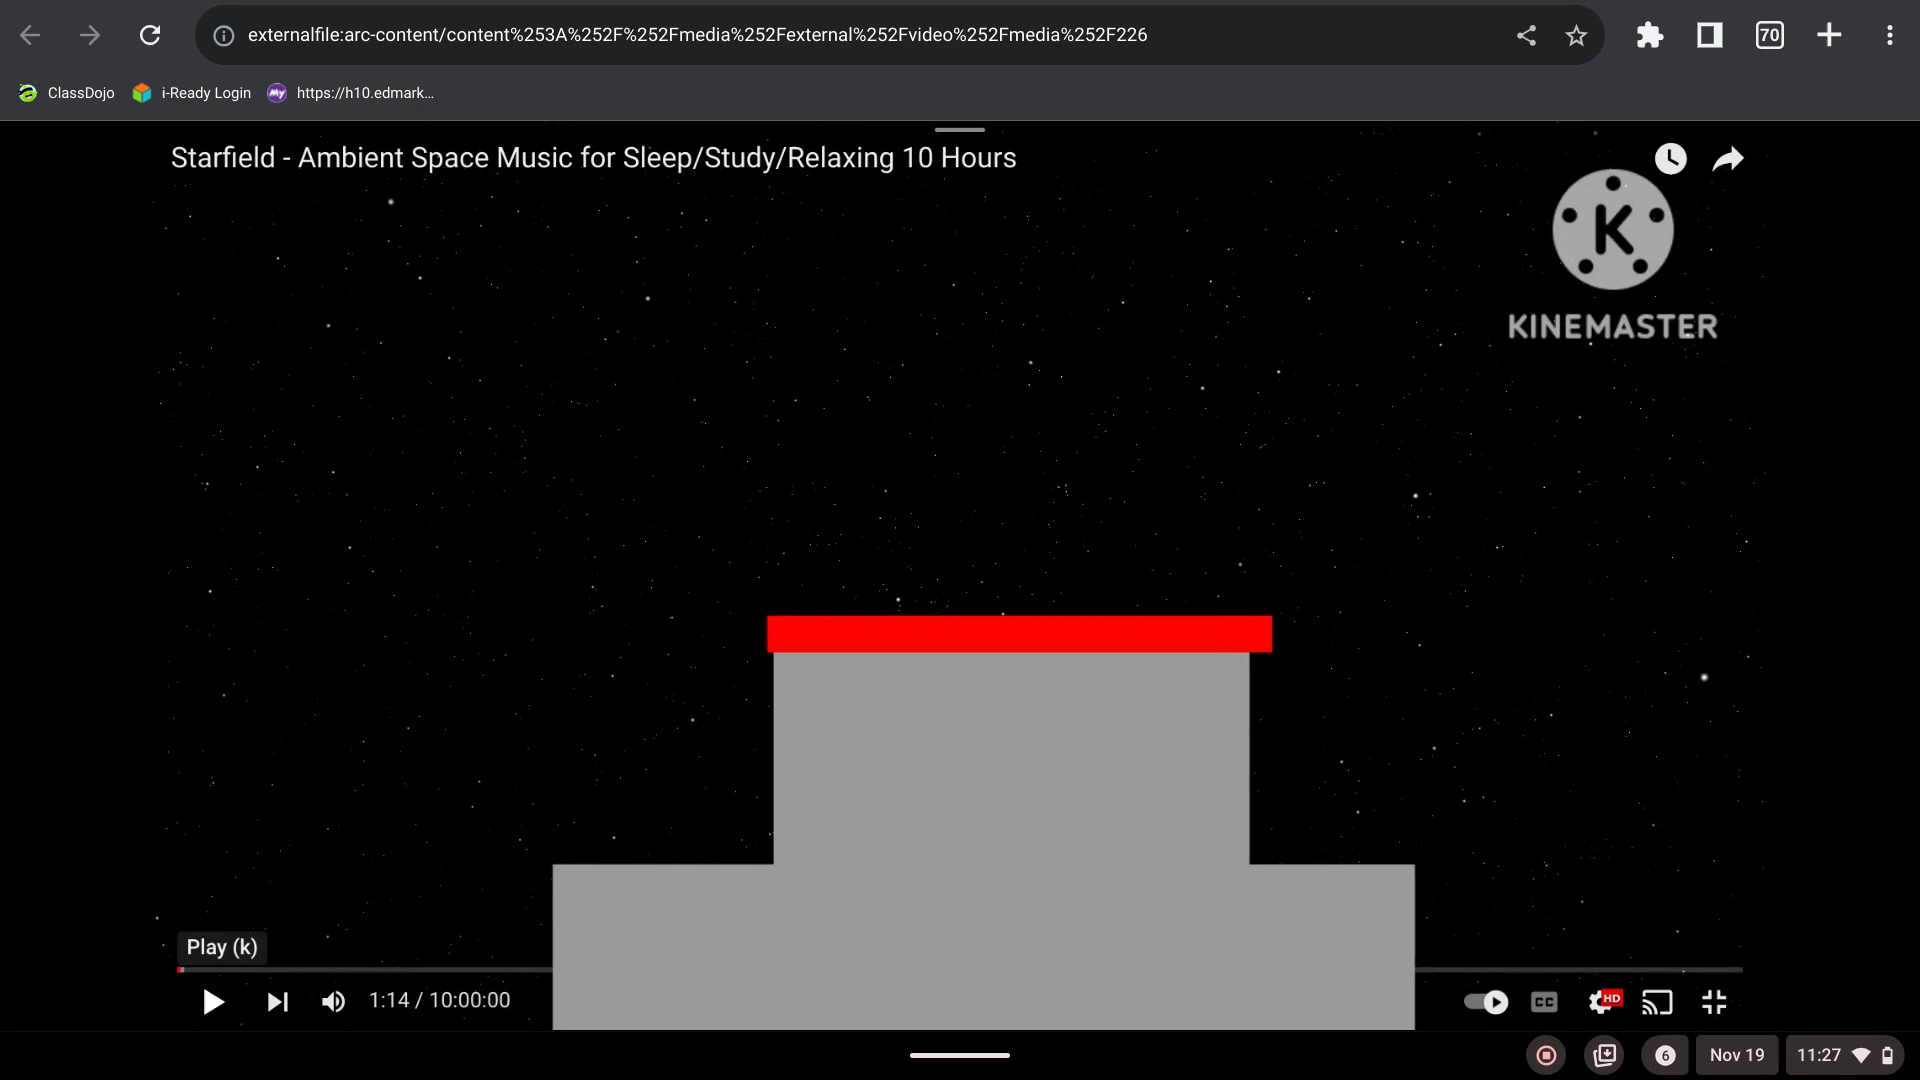 externalfile:arc-content/content%253A%252F%252Fmedia%252Fexternal%252Fvideo%252Fmedia%252F226
70
ClassDojo
i-Ready Login
My
https://h10.edmark...
Starfield - Ambient Space Music for Sleep/Study/Relaxing 10 Hours
K
KINEMASTER
Play (k)
1:14 / 10:00:00
CC
HD
6
Nov 19
11:27